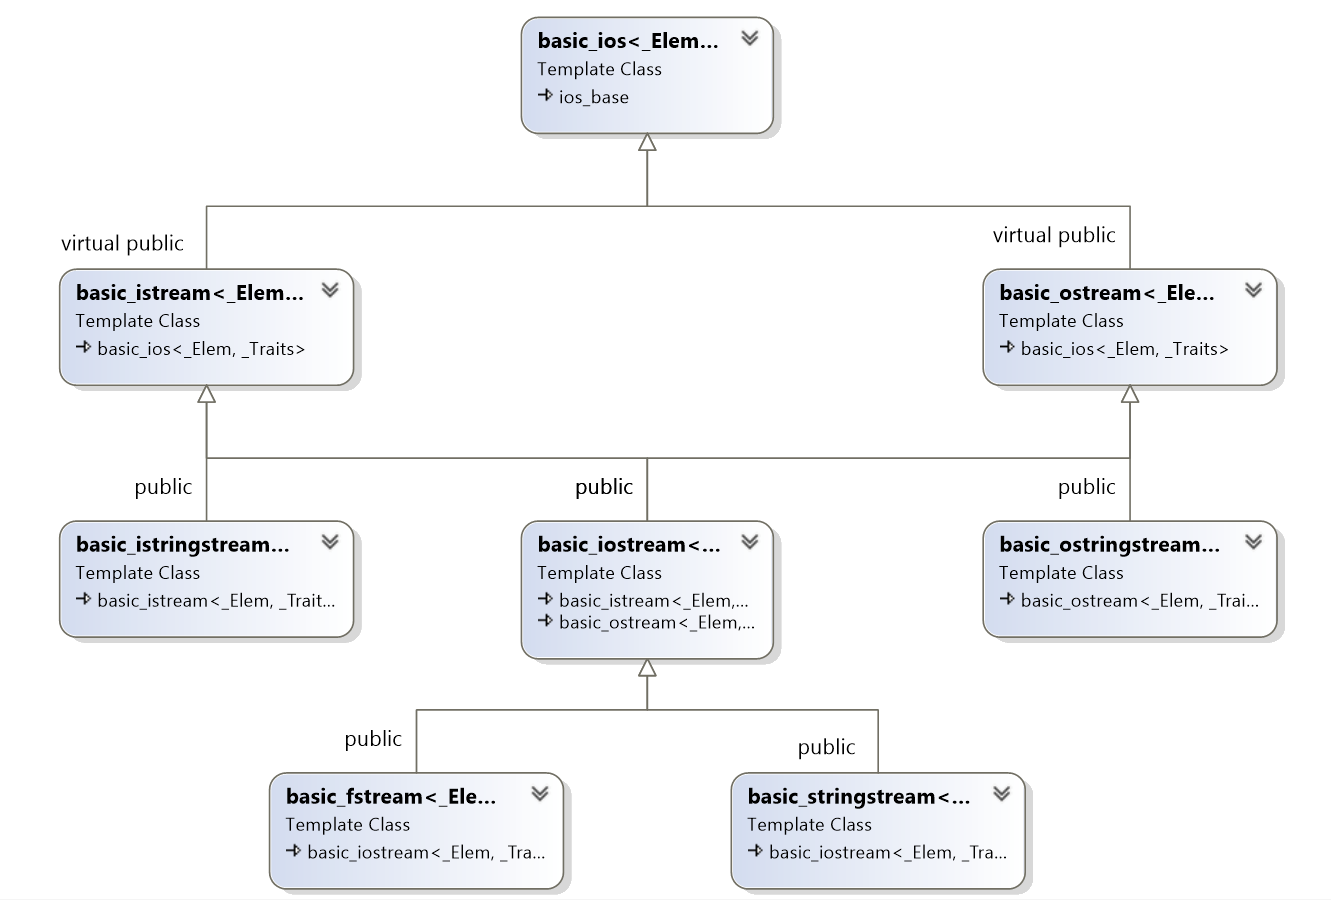 basic_ios<_Elem...
Template Class
ios_base
virtual public
virtual public
basic_istream<_Elem...
Template Class
basic_ios<_Elem, _Traits>
basic_ostream<_Ele...
Template Class
basic_ios<_Elem, _Traits>
public
public
public
basic_istringstream...
Template Class
basic_istream<_Elem, _Trait...
basic_iostream<...
Template Class
basic_istream<_Elem,...
basic_ostream<_Elem,...
basic_ostringstream...
Template Class
basic_ostream<_Elem, _Trai...
public
public
basic_fstream<_Ele...
Template Class
basic_iostream<_Elem, _Tra...
basic_stringstream<...
Template Class
basic_iostream<_Elem, _Tra...